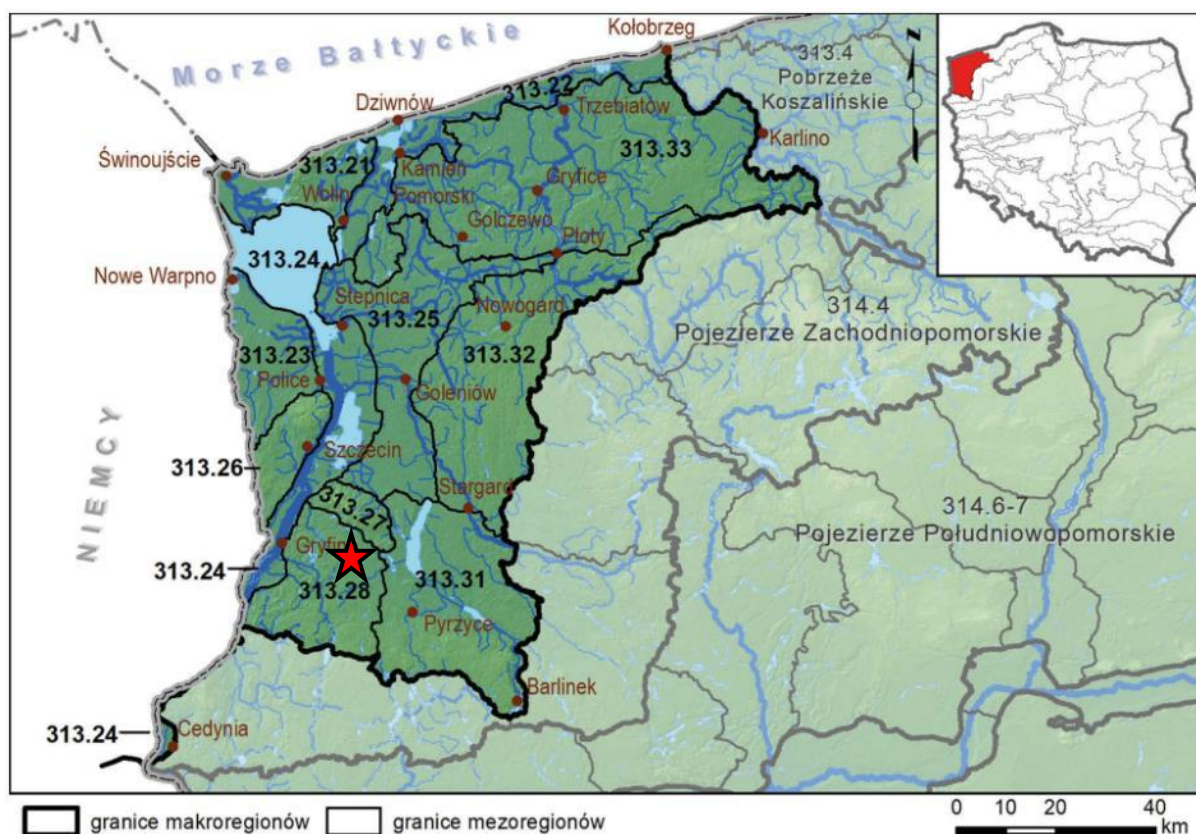 Morze Bałtyckie
Kołobrzeg
313.4
Pobrzeże
Koszalińskie
N
313.22
Dziwnów
Trzebiatów
Karlino
Świnoujście
313.21
Kamień
Pomorski
313.33
Wolin
Gryfice
Golczewo
Płoty
313.24
Nowe Warpno
Stepnica
313.25
Nowogard
314.4
Pojezierze Zachodniopomorskie
313.23
313.32
Police
Goleniów
NIEMCY
Szczecin
313.26
Stargard
313.27
314.6-7
Pojezierze Południowopomorskie
Gryfin
313.24
313.28
313.31
Pyrzyce
Barlinek
313.24
Cedynia
granice makroregionów
granice mezoregionów
0 10 20 40
km